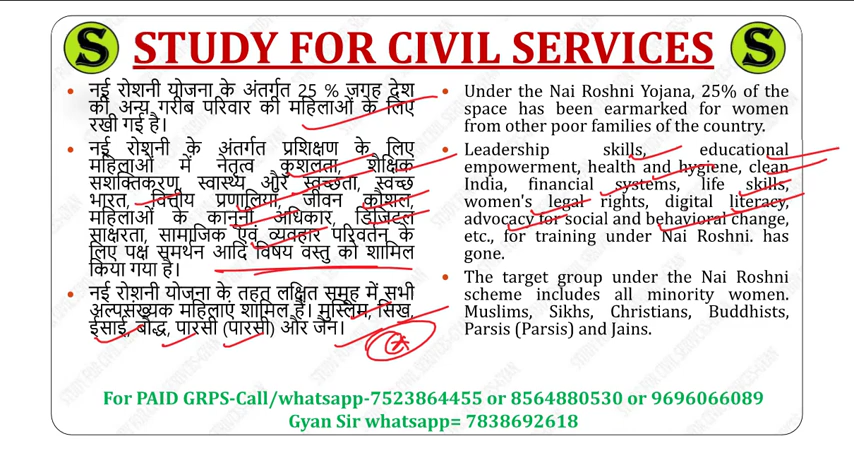 S STUDY FOR CIVIL SERVICES S
• नई रोशनी योजना के अंतर्गत 25 % जगह देश
की अन्य गरीब परिवार की महिलाओं के लिए
रखी गई है।
• नई रोशनी के अंतर्गत प्रशिक्षण के लिए
महिलाओं में नेतृत्व कुशलता, शैक्षिक
सशक्तिकरण, स्वास्थ्य और स्वच्छता, स्वच्छ
भारत, वित्तीय प्रणालियां, जीवन कौशल,
महिलाओं के कानूनी अधिकार, डिजिटल
साक्षरता, सामाजिक एवं व्यवहार परिवर्तन के
लिए पक्ष समर्थन आदि विषय वस्तु को शामिल
किया गया है।
• नई रोशनी योजना के तहत लक्षित समूह में सभी
अल्पसंख्यक महिलाएं शामिल हैं। मुस्लिम, सिख,
ईसाई, बौद्ध, पारसी (पारसी) और जैन।
• Under the Nai Roshni Yojana, 25% of the
space has been earmarked for women
from other poor families of the country.
• Leadership skills, educational
empowerment, health and hygiene, clean
India, financial systems, life skills,
women's legal rights, digital literacy,
advocacy for social and behavioral change,
etc., for training under Nai Roshni. has
gone.
• The target group under the Nai Roshni
scheme includes all minority women.
Muslims, Sikhs, Christians, Buddhists,
Parsis (Parsis) and Jains.
For PAID GRPS-Call/whatsapp-7523864455 or 8564880530 or 9696066089
Gyan Sir whatsapp= 7838692618